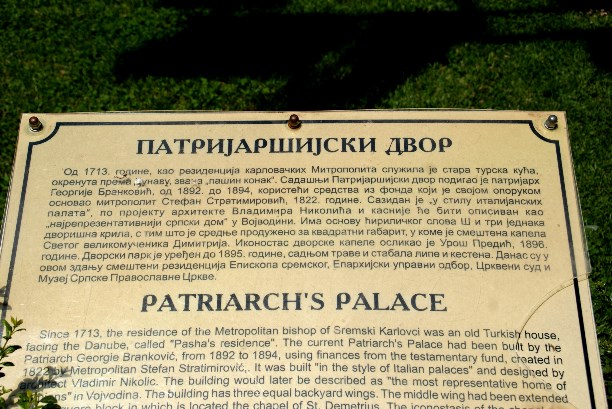 ПАТРИЈАРШИЈСКИ ДВОР
Од 1713. године, као резиденција карловачких Митрополита служила је стара турска кућа,
окренута према Дунаву, звана „пашин конак“. Садашњи Патријаршијски двор подигао је патријарх
Георгије Бранковић, од 1892. до 1894, користећи средства из фонда који је својом опоруком
основао митрополит Стефан Стратимировић, 1822. године. Сазидан је „у стилу италијанских
палата“, по пројекту архитекте Владимира Николића и касније ће бити описиван као
„најрепрезентативнији српски дом“ у Војводини. Има основу ћириличког слова Ш и три једнака
дворишна крила, с тим што је средње продужено за квадратни габарит, у коме је смештена капела
Светог великомученика Димитрија. Иконостас дворске капеле осликао је Урош Предић, 1896.
године. Дворски парк је уређен до 1895. године, садњом траве и стабала липе и кестена. Данас су у
овом здању смештени резиденција Епископа сремског, Епархијски управни одбор, Црквени суд и
Музеј Српске Православне Цркве.
PATRIARCH'S PALACE
Since 1713, the residence of the Metropolitan bishop of Sremski Karlovci was an old Turkish house,
facing the Danube, called "Pasha's residence". The current Patriarch's Palace had been built by the
Patriarch Georgie Branković, from 1892 to 1894, using finances from the testamentary fund, created in
1822 by Metropolitan Stefan Stratimirović,. It was built "in the style of Italian palaces" and designed by
architect Vladimir Nikolic. The building would later be described as "the most representative home of
in Vojvodina. The building has three equal backyard wings. The middle wing had been extended
square block in which is located the chapel of St. Demetrius. The iconostasis of the